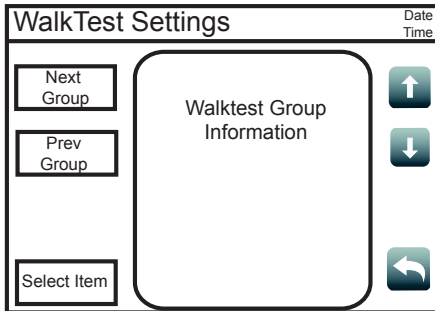 WalkTest Settings
Date
Time
Next
Group
Walktest Group
Information
Prev
Group
Select Item